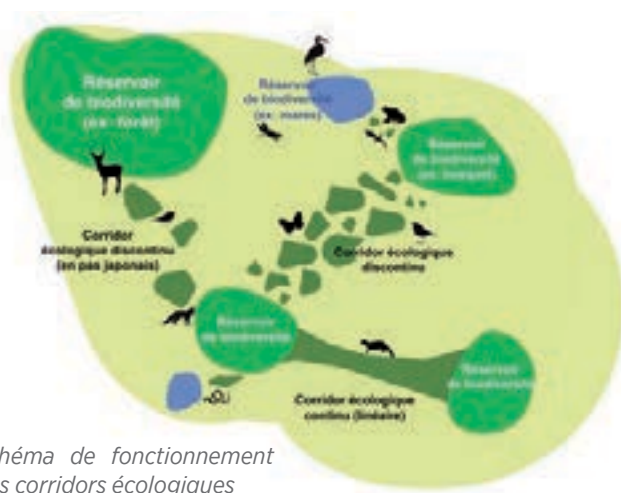 Réservoir
de biodiversité
(ex: forêt)
Réservoir
de biodiversité
(ex: mares)
Réservoir
de biodiversité
(ex: bosquet)
Corridor
écologique discontinu
(en pas japonais)
Corridor écologique
discontinu
Réservoir
de biodiversité
Réservoir
de biodiversité
Corridor écologique
continu (linéaire)
héma de fonctionnement
s corridors écologiques